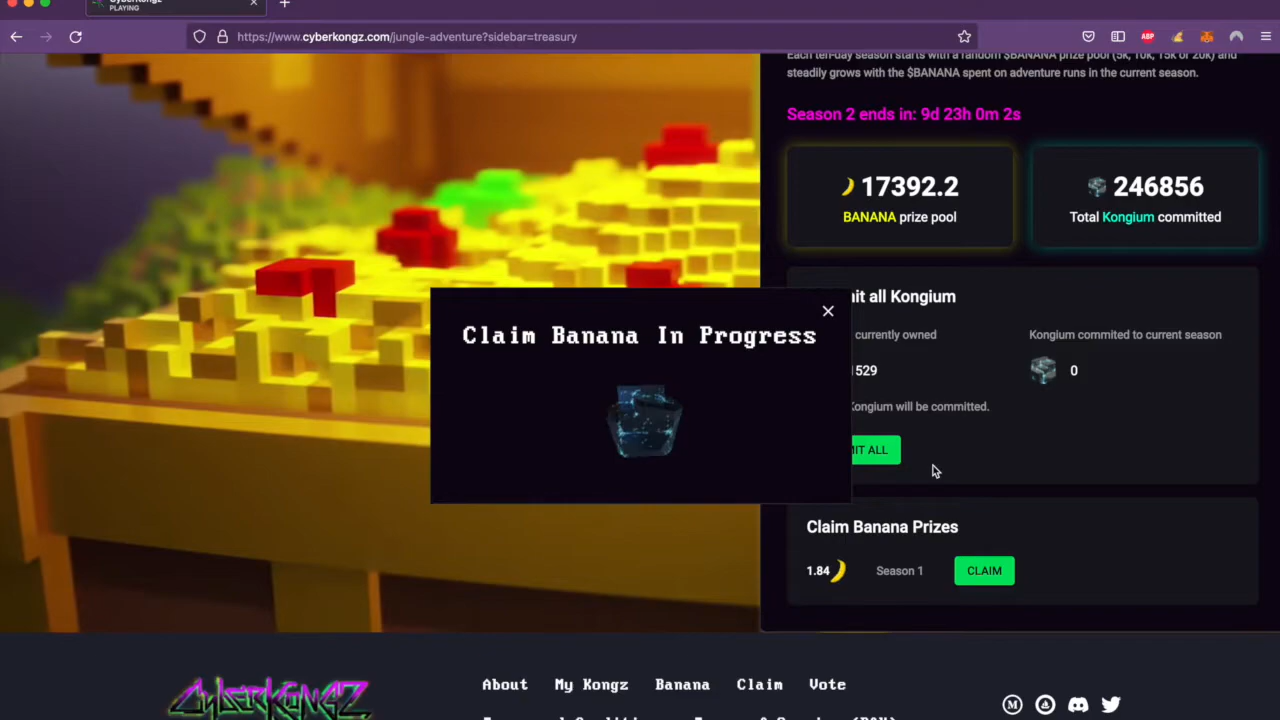 CyberKongz
PLAYING
https://www.cyberkongz.com/jungle-adventure?sidebar=treasury
ABP
Each ten-day season starts with a random $BANANA prize pool (5k, 10k, 15k or 20k) and
steadily grows with the $BANANA spent on adventure runs in the current season.
Season 2 ends in: 9d 23h 0m 2s
17392.2
BANANA prize pool
246856
Total Kongium committed
it all Kongium
currently owned
Kongium commited to current season
1529
0
Kongium will be committed.
IT ALL
Claim Banana In Progress
Claim Banana Prizes
1.84
Season 1
CLAIM
CYBERKONGZ
About
My Kongz
Banana
Claim
Vote